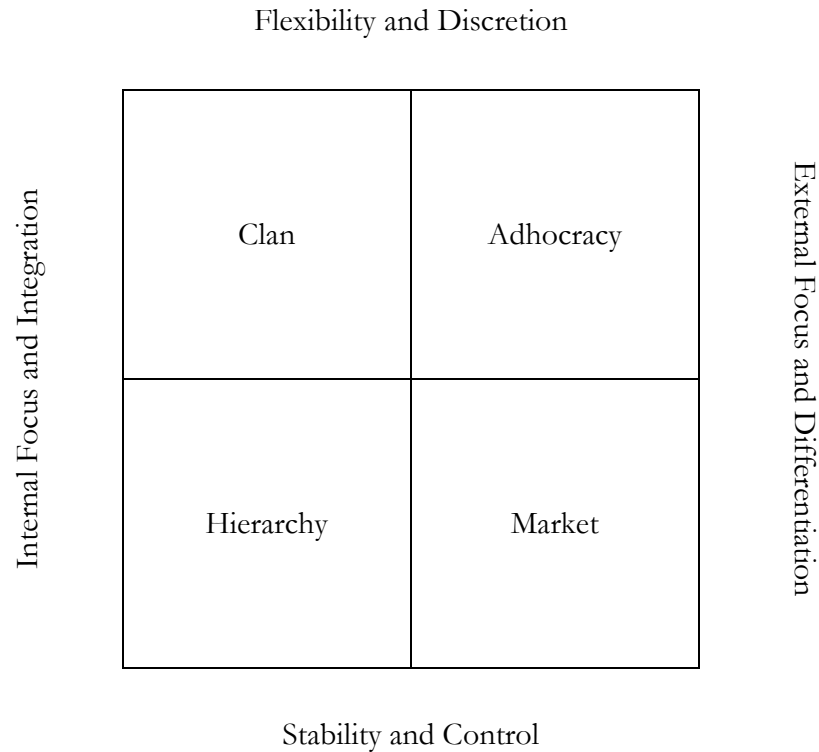 Flexibility and Discretion
Internal Focus and Integration
Clan
Adhocracy
External Focus and Differentiation
Hierarchy
Market
Stability and Control